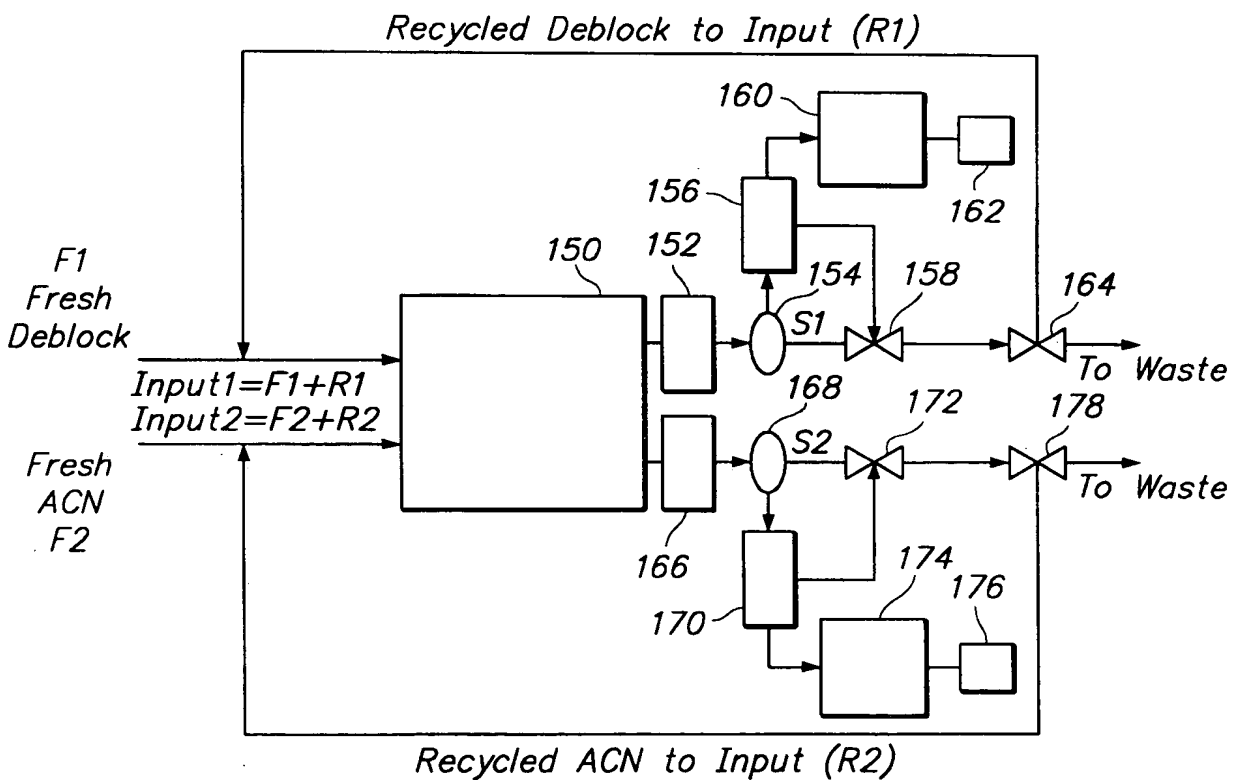 Recycled Deblock to Input (R1)
160
156
162
150
152
154
158
164
F1
Fresh
Deblock
S1
To Waste
Input1=F1+R1
Input2=F2+R2
168
172
178
S2
To Waste
Fresh
ACN
F2
166
174
176
170
Recycled ACN to Input (R2)